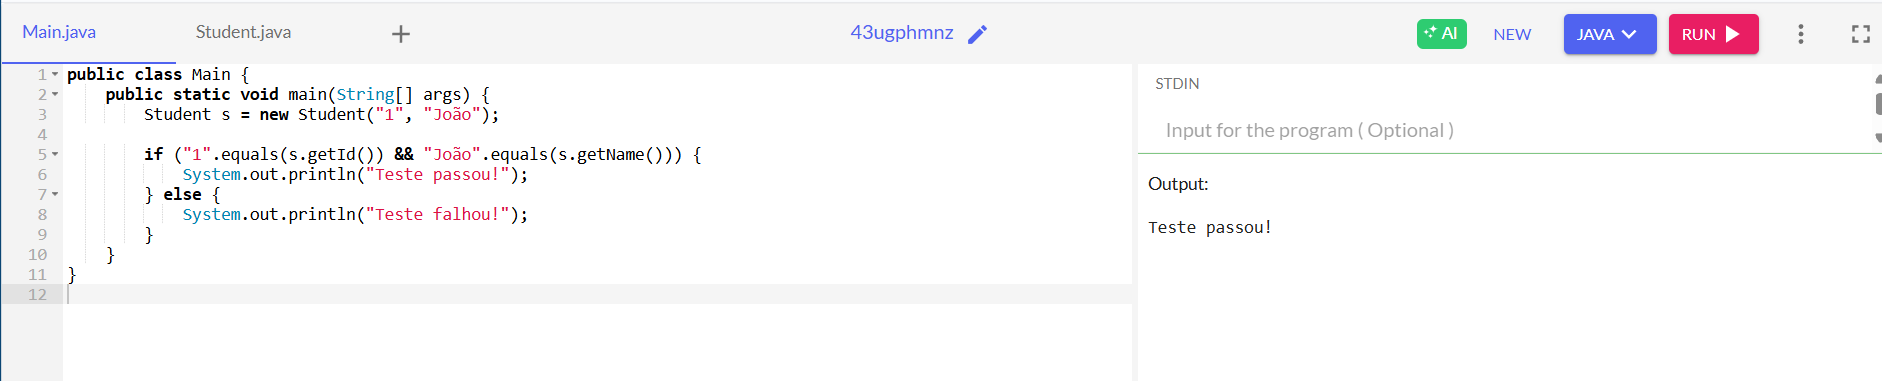 Main.java Student.java + 43ugphmnz AI NEW JAVA RUN
1 public class Main {
2 public static void main(String[] args) {
3 Student s = new Student("1", "João");
4
5 if ("1".equals(s.getId()) && "João".equals(s.getName())) {
6 System.out.println("Teste passou!");
7 } else {
8 System.out.println("Teste falhou!");
9 }
10 }
11 }
12
STDIN
Input for the program ( Optional )
Output:
Teste passou!